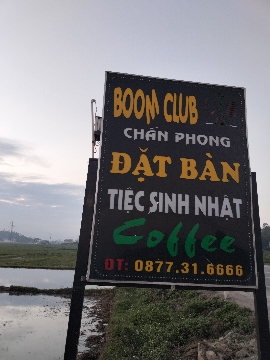 BOOM CLUB
CHẤN PHONG
ĐẶT BÀN
TIỆC SINH NHẬT
Coffee
ĐT: 0877.31.6666